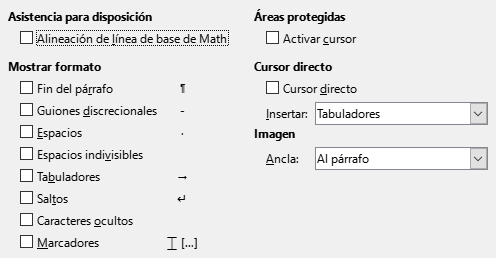 Asistencia para disposición
Alineación de línea de base de Math
Mostrar formato
Fin del párrafo ¶
Guiones discrecionales -
Espacios ·
Espacios indivisibles
Tabuladores →
Saltos ↵
Caracteres ocultos
Marcadores [...]
Áreas protegidas
Activar cursor
Cursor directo
Cursor directo
Insertar: Tabuladores
Imagen
Ancla: Al párrafo